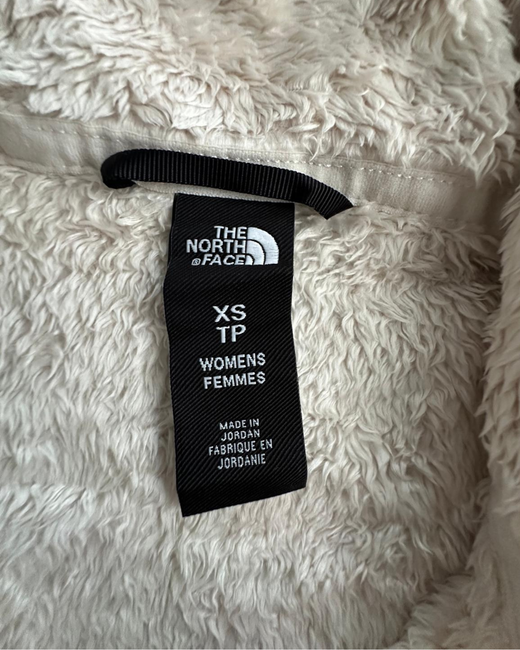 THE
NORTH
® FACE
XS
TP
WOMENS
FEMMES
MADE IN
JORDAN
FABRIQUE EN
JORDANIE